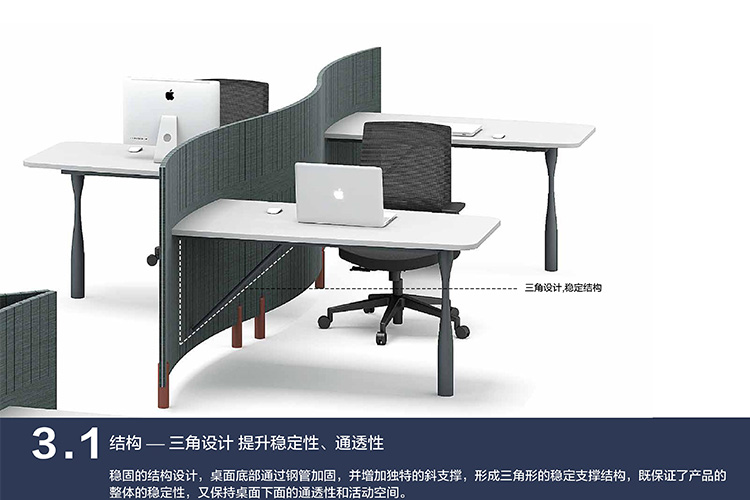 三角设计,稳定结构
3.1 结构 — 三角设计 提升稳定性、通透性
稳固的结构设计，桌面底部通过钢管加固，并增加独特的斜支撑，形成三角形的稳定支撑结构，既保证了产品的
整体的稳定性，又保持桌面下面的通透性和活动空间。